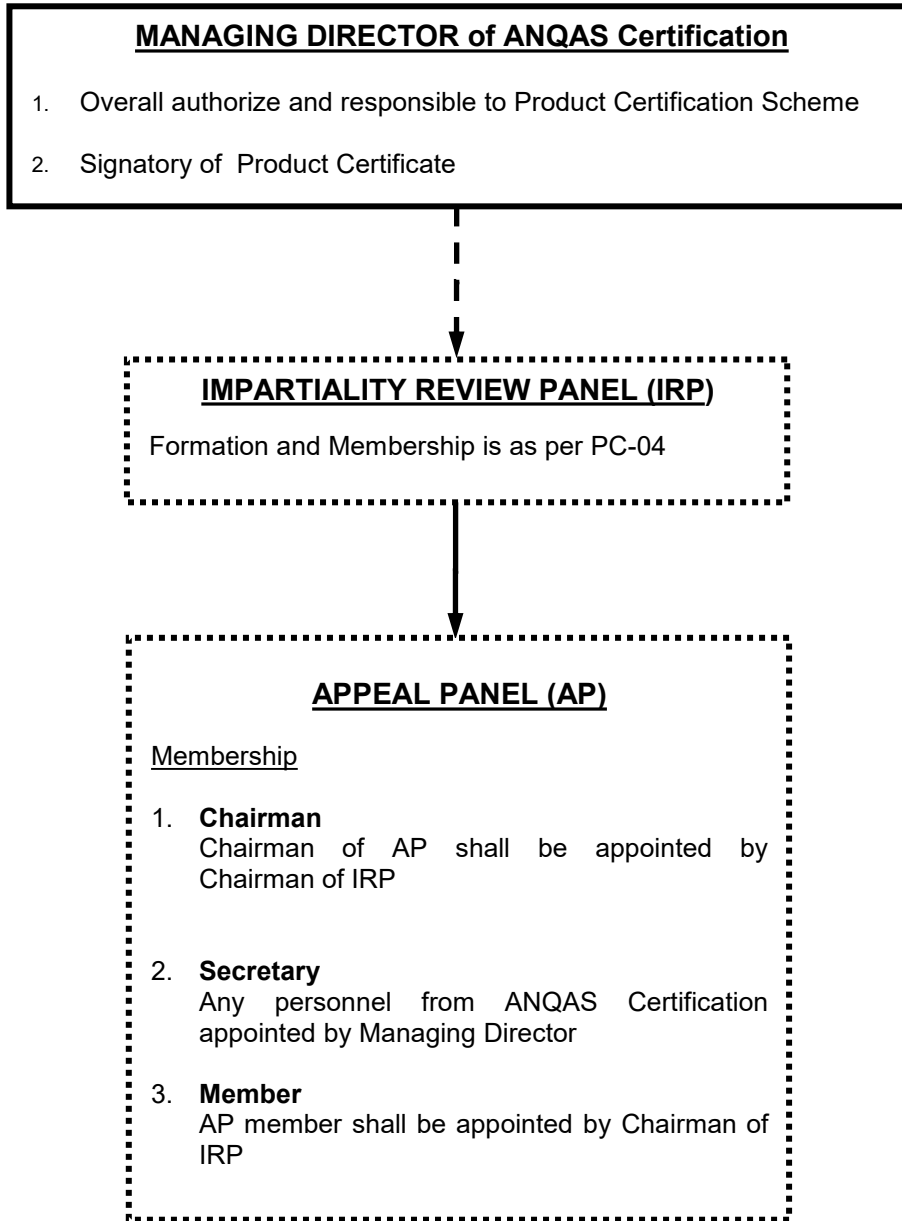 MANAGING DIRECTOR of ANQAS Certification
1. Overall authorize and responsible to Product Certification Scheme
2. Signatory of Product Certificate
IMPARTIALITY REVIEW PANEL (IRP)
Formation and Membership is as per PC-04
APPEAL PANEL (AP)
Membership
1. Chairman
Chairman of AP shall be appointed by
Chairman of IRP
2. Secretary
Any personnel from ANQAS Certification
appointed by Managing Director
3. Member
AP member shall be appointed by Chairman of
IRP